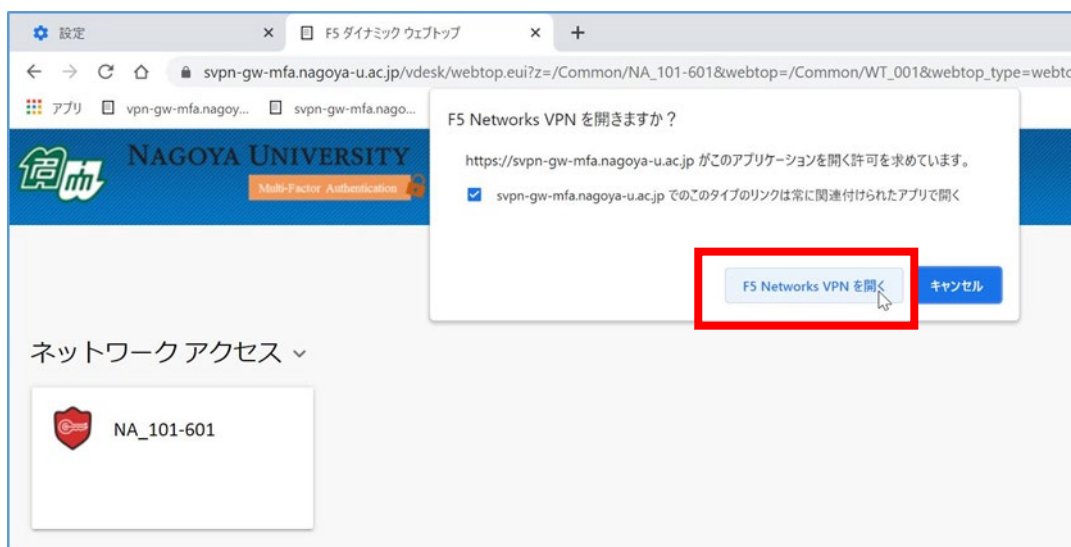 設定
F5 ダイナミック ウェブトップ
svpn-gw-mfa.nagoya-u.ac.jp/vdesk/webtop.eui?z=/Common/NA_101-601&webtop=/Common/WT_001&webtop_type=webto
アプリ vpn-gw-mfa.nagoy... svpn-gw-mfa.nago...
F5 Networks VPN を開きますか？
NAGOYA UNIVERSITY
Multi-Factor Authentication
https://svpn-gw-mfa.nagoya-u.ac.jp がこのアプリケーションを開く許可を求めています。
svpn-gw-mfa.nagoya-u.ac.jp でのこのタイプのリンクは常に関連付けられたアプリで開く
F5 Networks VPN を開く
キャンセル
ネットワーク アクセス
NA_101-601